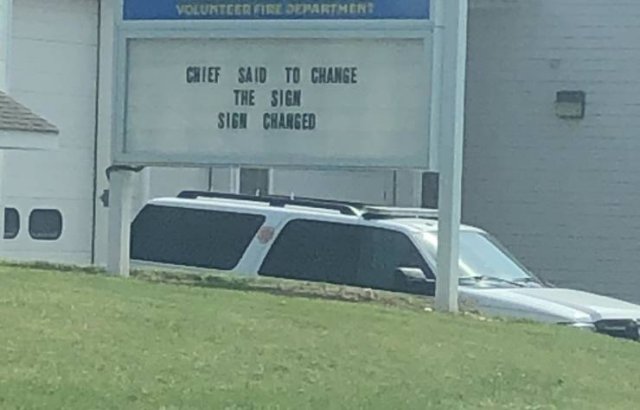 VOLUNTEER FIRE DEPARTMENT
CHIEF SAID TO CHANGE
THE SIGN
SIGN CHANGED